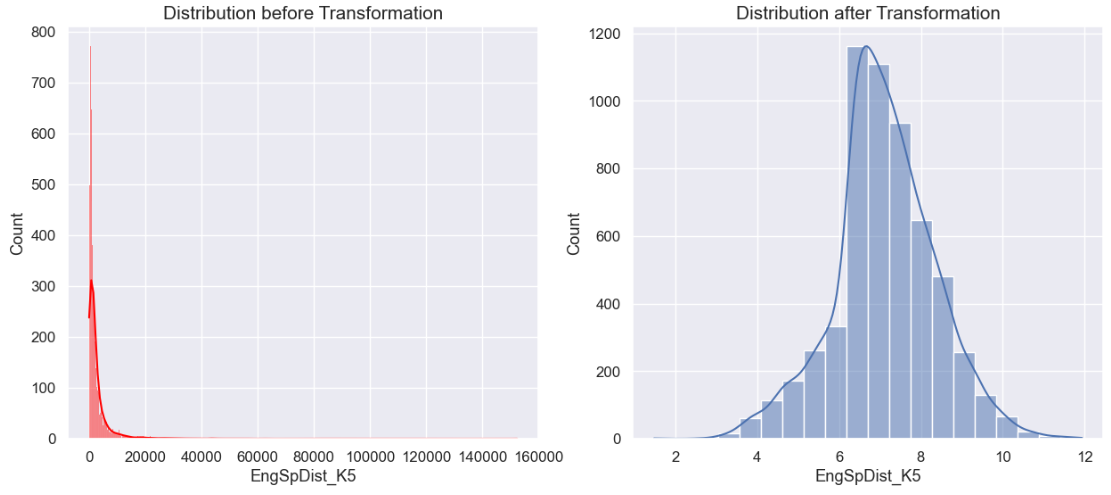 Distribution before Transformation
800
700
600
500
400
300
200
100
0
Count
0 20000 40000 60000 80000 100000 120000 140000 160000
EngSpDist_K5
Distribution after Transformation
1200
1000
800
600
400
200
0
Count
2 4 6 8 10 12
EngSpDist_K5